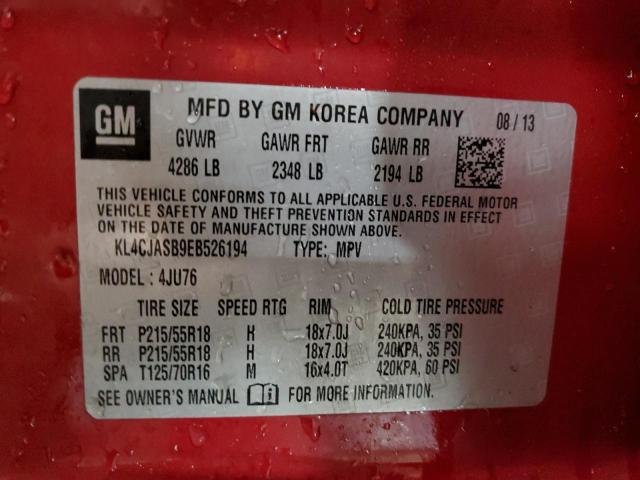 GM MFD BY GM KOREA COMPANY 08 / 13
GVWR GAWR FRT GAWR RR
4286 LB 2348 LB 2194 LB
THIS VEHICLE CONFORMS TO ALL APPLICABLE U.S. FEDERAL MOTOR
VEHICLE SAFETY AND THEFT PREVENTION STANDARDS IN EFFECT
ON THE DATE OF MANUFACTURE SHOWN ABOVE.
KL4CJASB9EB526194 TYPE: MPV
MODEL : 4JU76
TIRE SIZE SPEED RTG RIM COLD TIRE PRESSURE
FRT P215/55R18 H 18x7.0J 240KPA, 35 PSI
RR P215/55R18 H 18x7.0J 240KPA, 35 PSI
SPA T125/70R16 M 16x4.0T 420KPA, 60 PSI
SEE OWNER'S MANUAL FOR MORE INFORMATION.